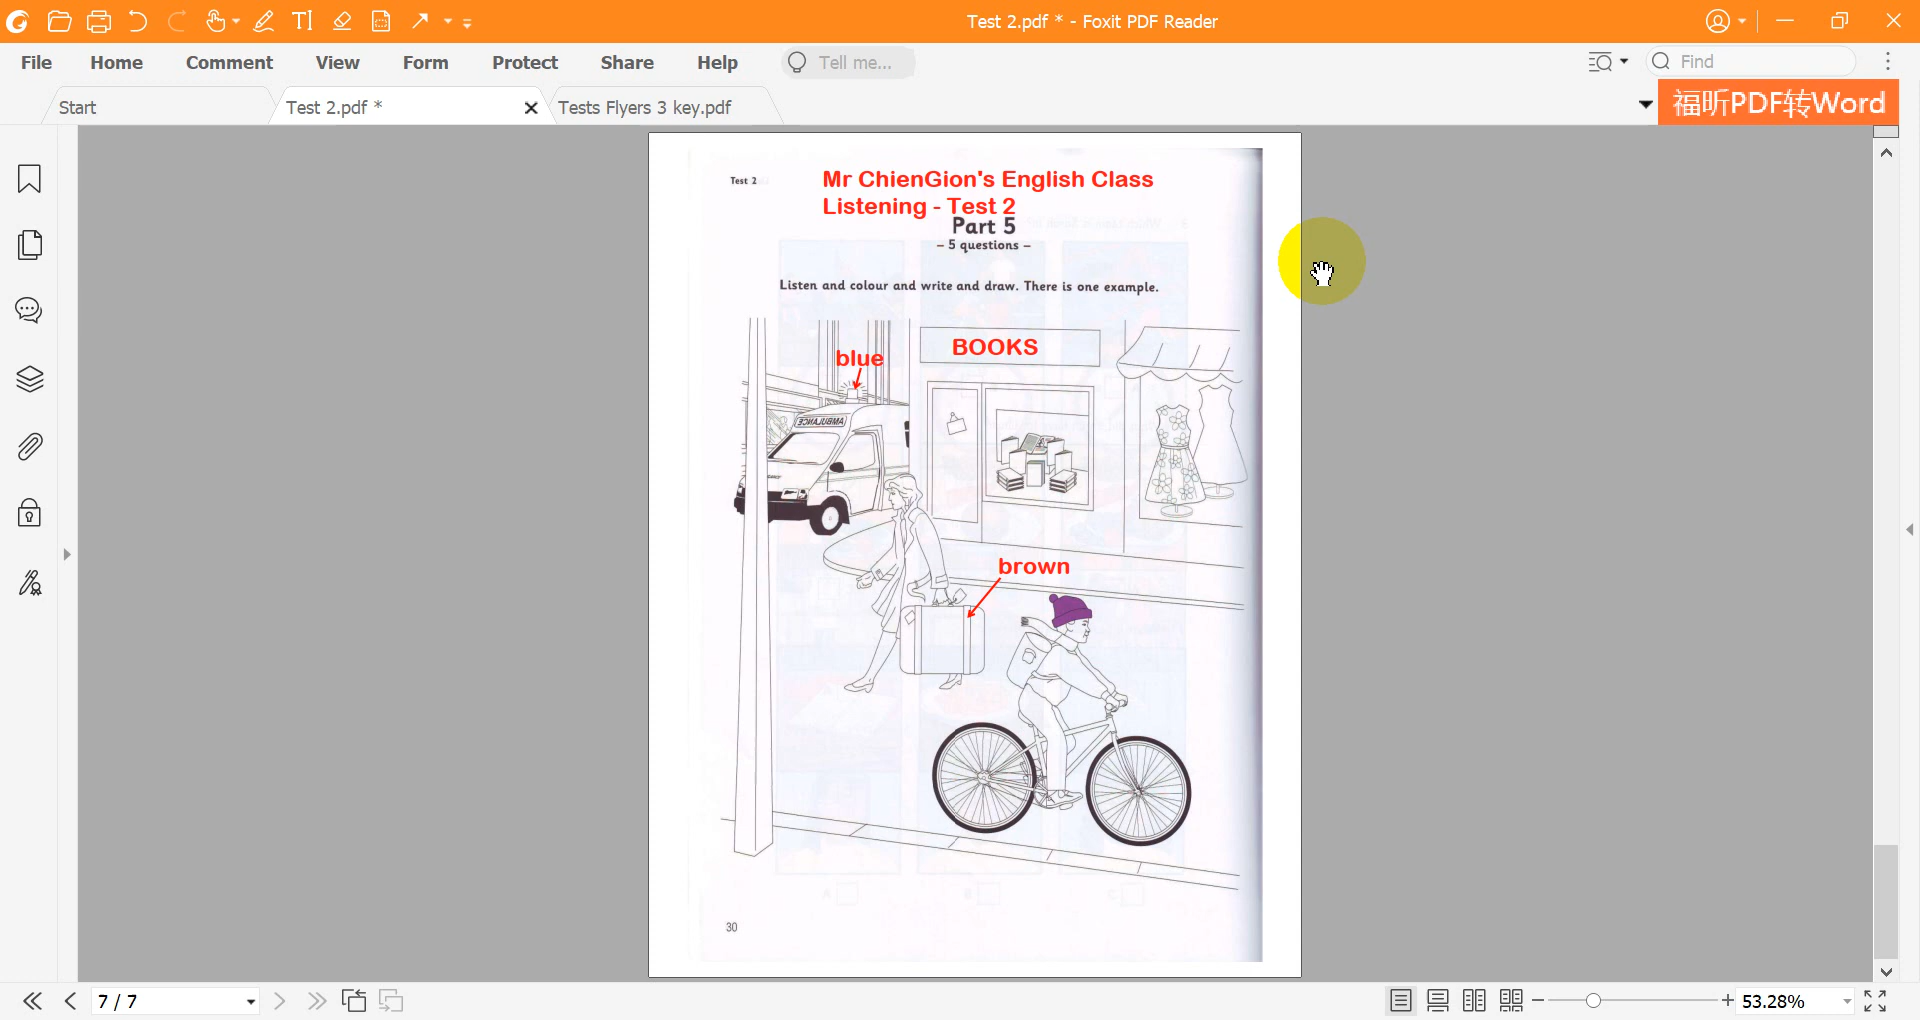 Test 2.pdf * - Foxit PDF Reader
File Home Comment View Form Protect Share Help Tell me... Find
Start Test 2.pdf * Tests Flyers 3 key.pdf 福昕PDF转Word
Test 2
Mr ChienGion's English Class
Listening - Test 2
Part 5
– 5 questions –
Listen and colour and write and draw. There is one example.
BOOKS
blue
AMBULANCE
brown
30
7 / 7 53.28%